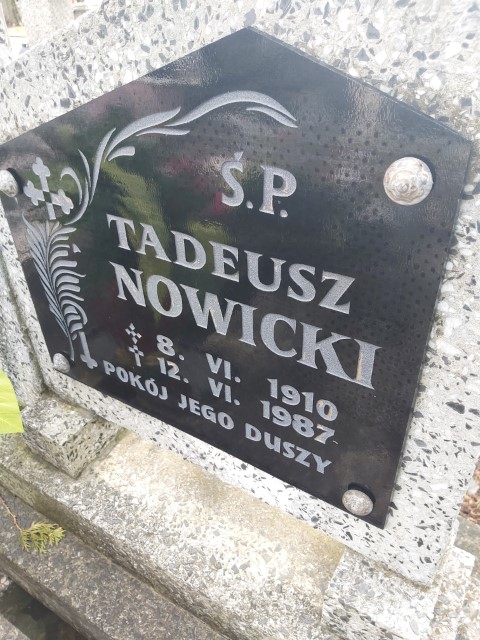 Ś.P.
TADEUSZ
NOWICKI
8. VI. 1910
12. VI. 1987
POKÓJ JEGO DUSZY